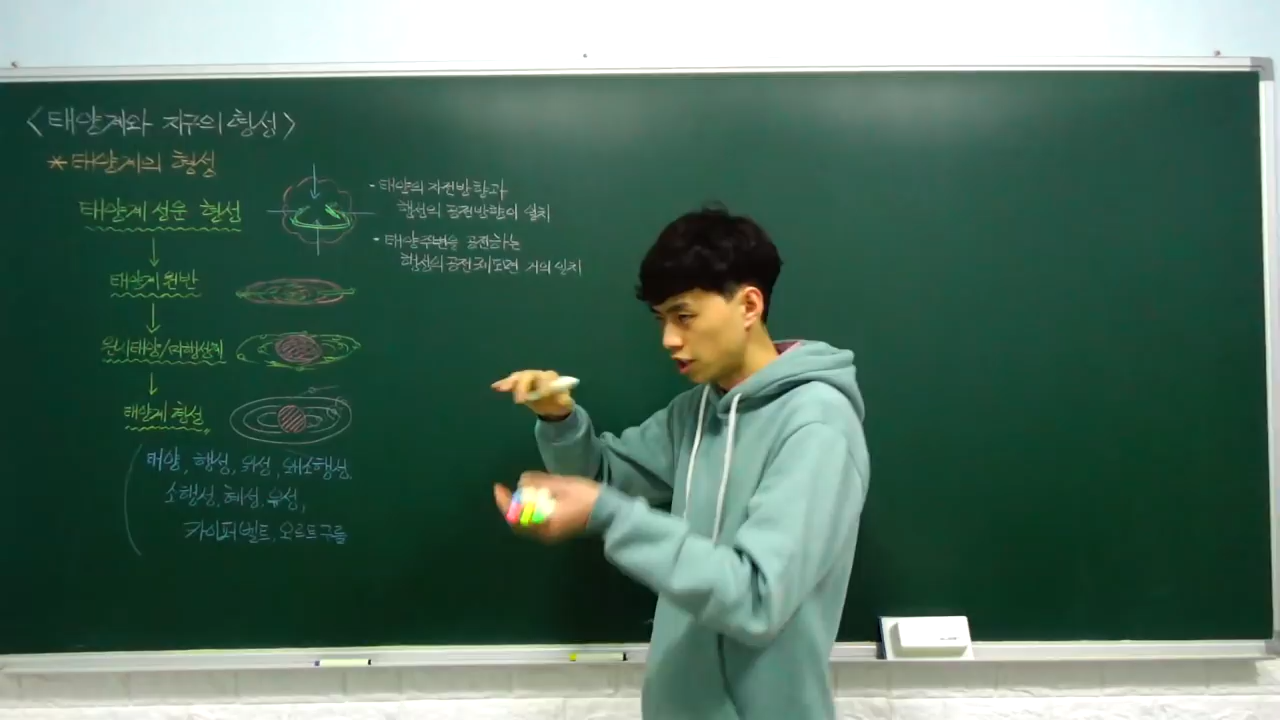 <태양계와 지구의 형성>
*태양계의 형성
태양계 성운 형성
- 태양의 자전방향과
행성의 공전방향이 일치
- 태양주변을 공전하는
행성의 공전궤도면 거의 일치
태양계 원반
원시태양/미행성체
태양계 형성
태양, 행성, 위성, 왜소행성,
소행성, 혜성, 유성,
카이퍼벨트, 오르트구름